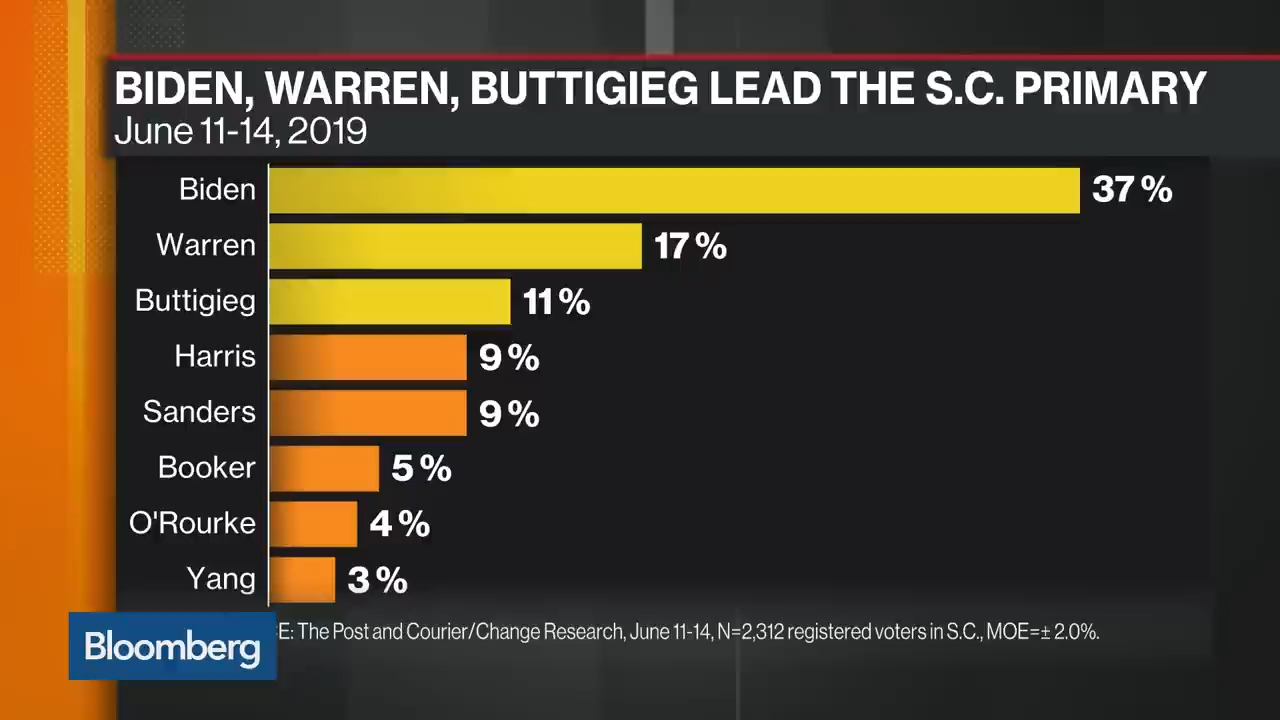 BIDEN, WARREN, BUTTIGIEG LEAD THE S.C. PRIMARY
June 11-14, 2019
Biden 37%
Warren 17%
Buttigieg 11%
Harris 9%
Sanders 9%
Booker 5%
O'Rourke 4%
Yang 3%
E: The Post and Courier/Change Research, June 11-14, N=2,312 registered voters in S.C., MOE=± 2.0%.
Bloomberg